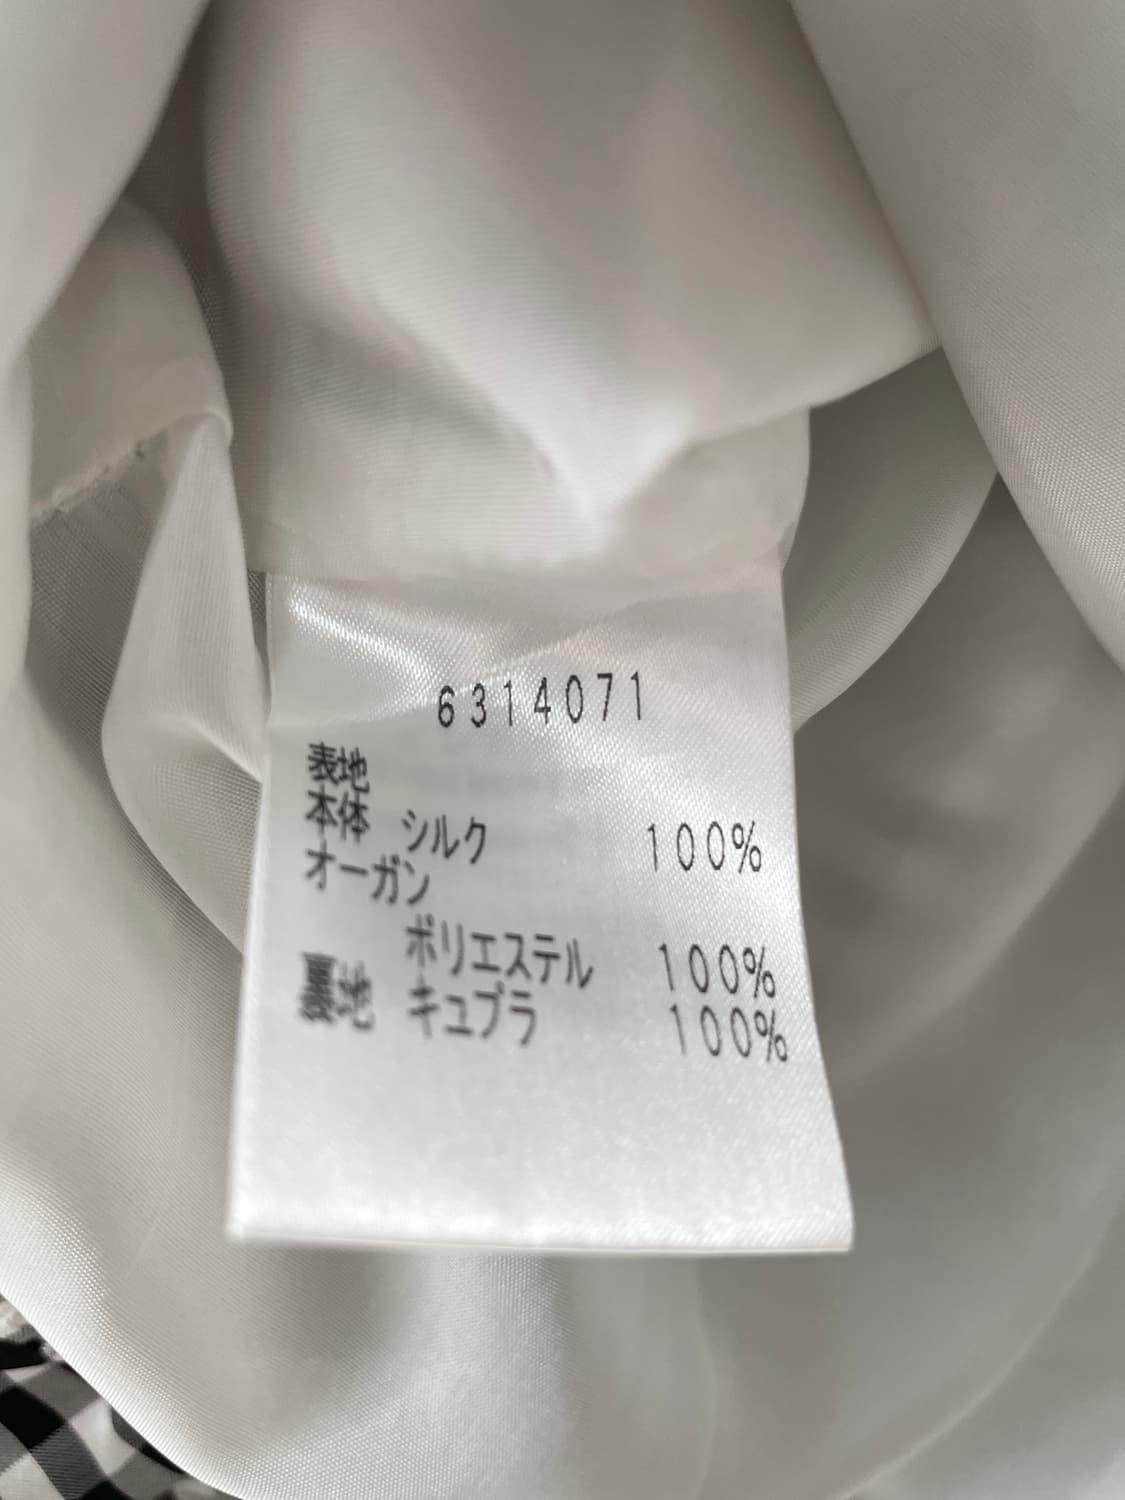 6314071
表地
本体 シルク 100%
オーガン
ポリエステル 100%
裏地 キュプラ 100%